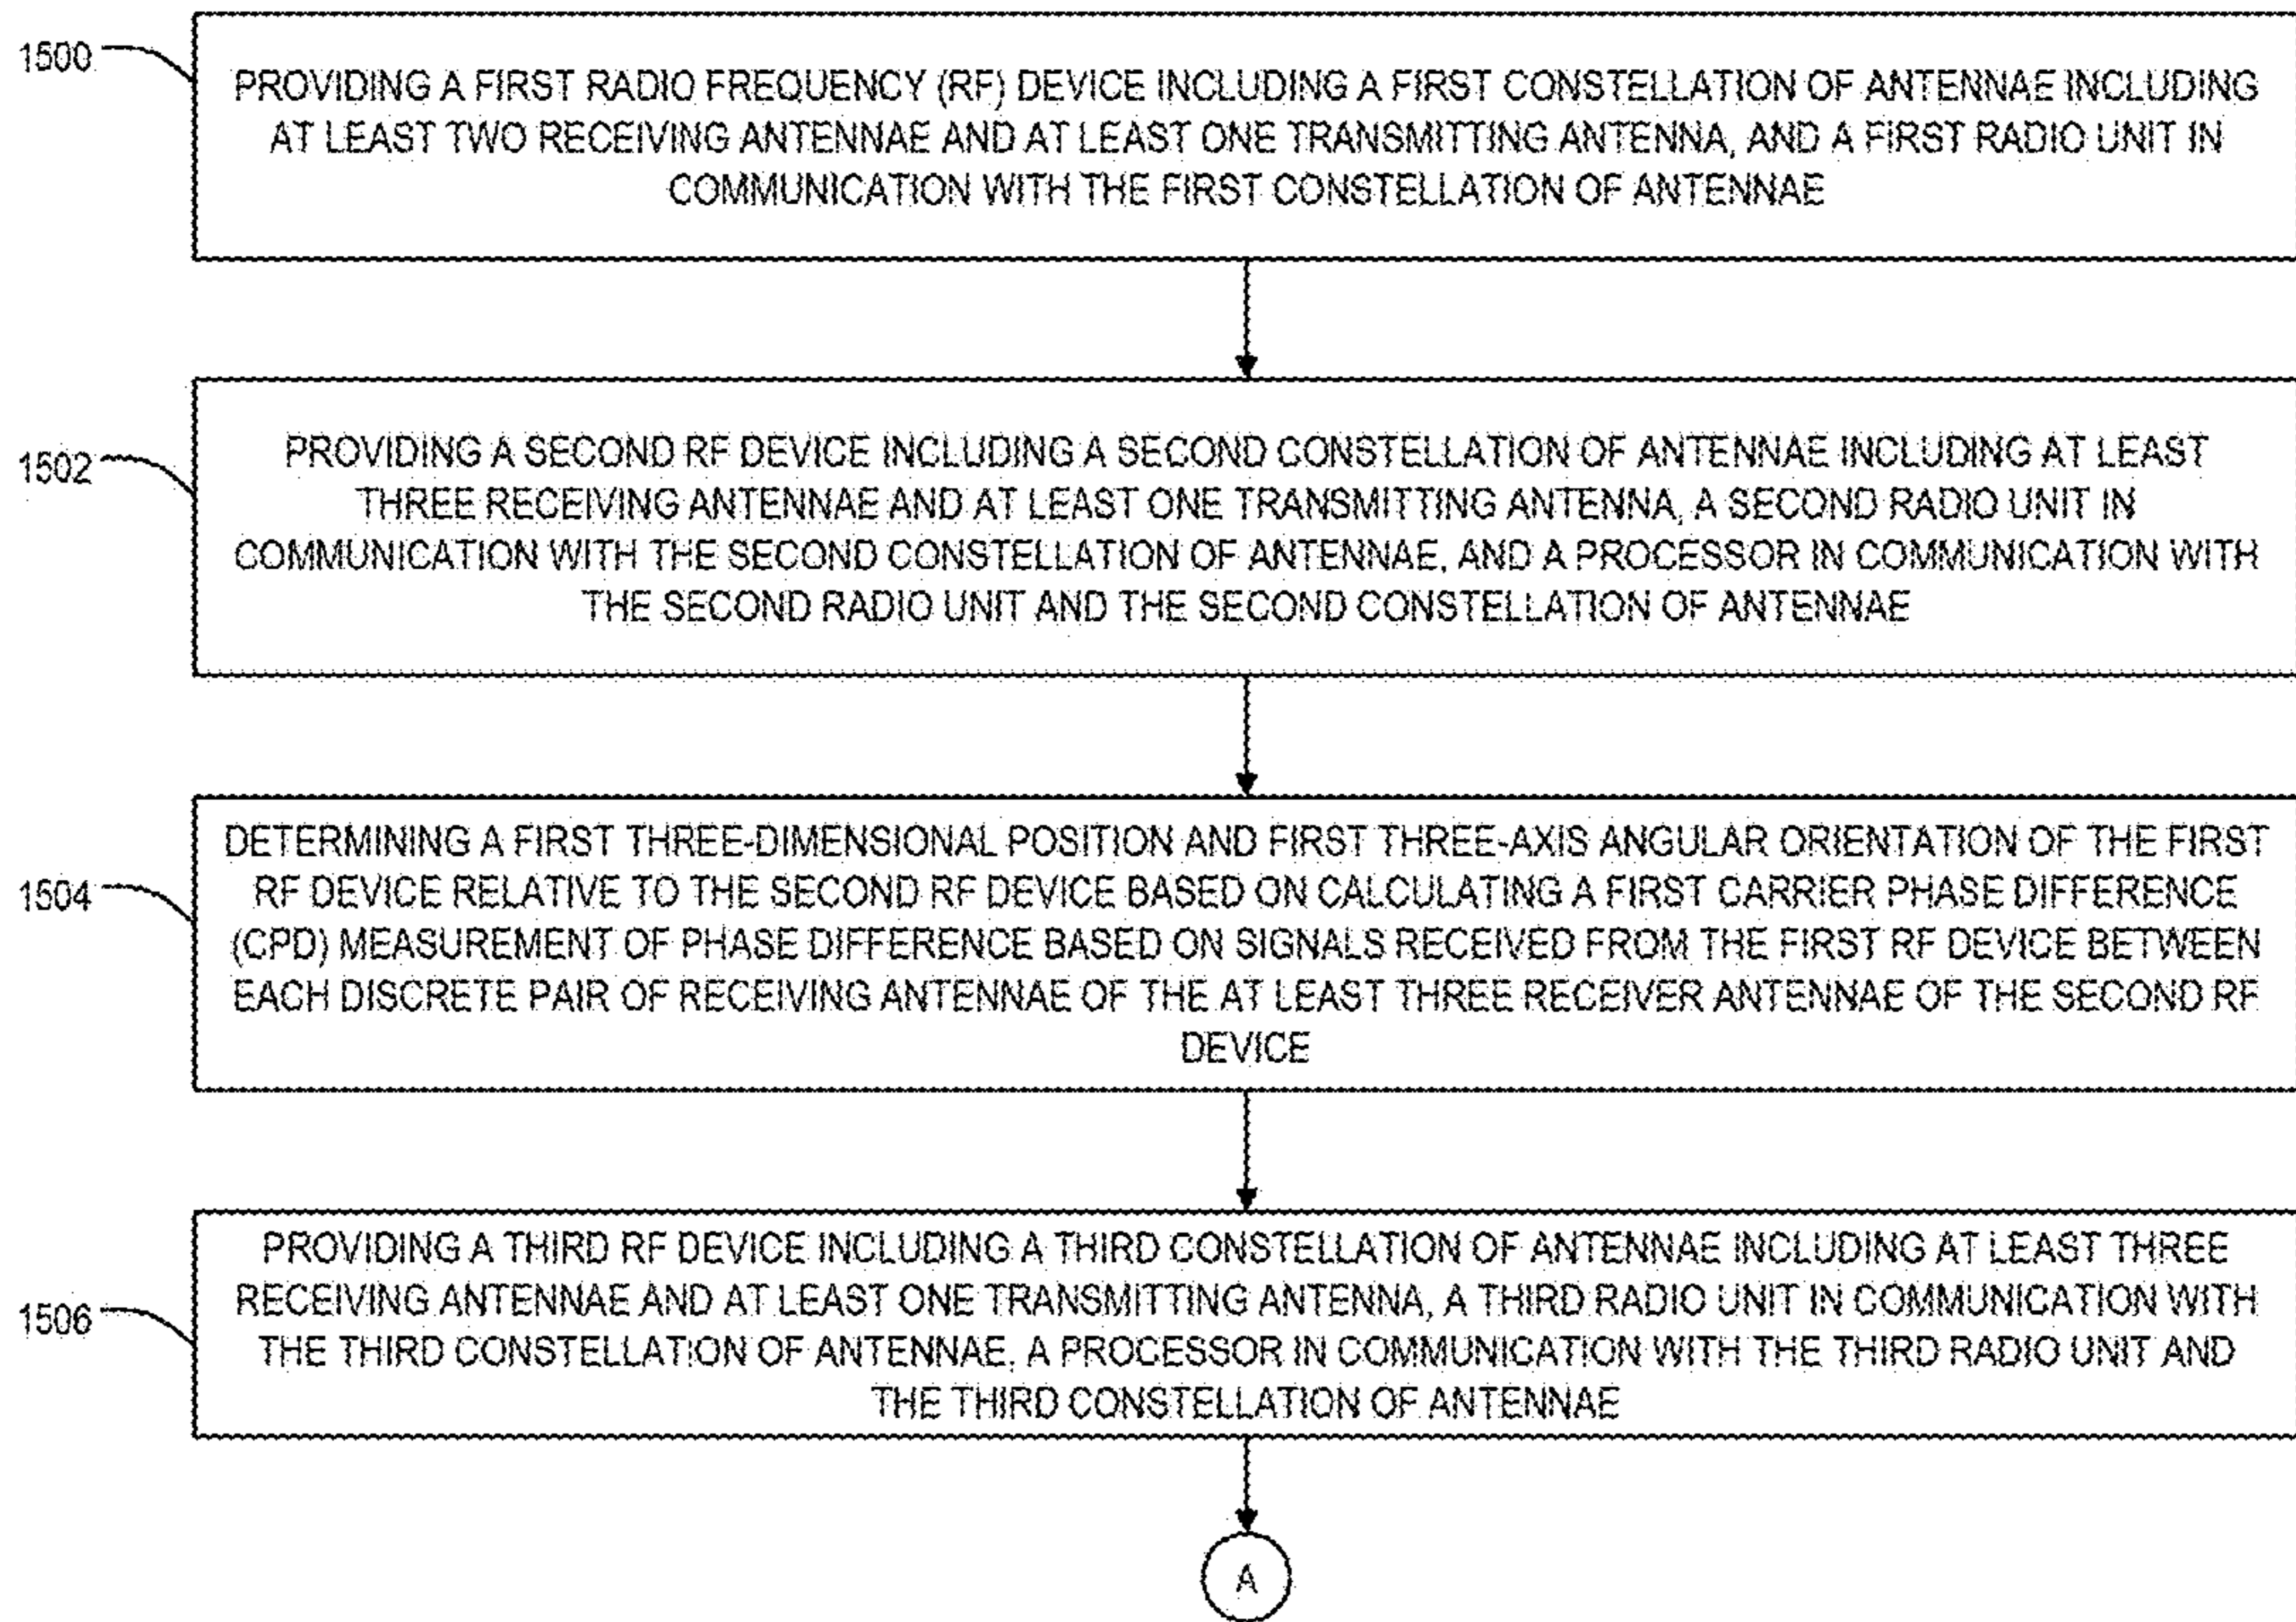 1500
PROVIDING A FIRST RADIO FREQUENCY (RF) DEVICE INCLUDING A FIRST CONSTELLATION OF ANTENNAE INCLUDING
AT LEAST TWO RECEIVING ANTENNAE AND AT LEAST ONE TRANSMITTING ANTENNA, AND A FIRST RADIO UNIT IN
COMMUNICATION WITH THE FIRST CONSTELLATION OF ANTENNAE
1502
PROVIDING A SECOND RF DEVICE INCLUDING A SECOND CONSTELLATION OF ANTENNAE INCLUDING AT LEAST
THREE RECEIVING ANTENNAE AND AT LEAST ONE TRANSMITTING ANTENNA, A SECOND RADIO UNIT IN
COMMUNICATION WITH THE SECOND CONSTELLATION OF ANTENNAE, AND A PROCESSOR IN COMMUNICATION WITH
THE SECOND RADIO UNIT AND THE SECOND CONSTELLATION OF ANTENNAE
1504
DETERMINING A FIRST THREE-DIMENSIONAL POSITION AND FIRST THREE-AXIS ANGULAR ORIENTATION OF THE FIRST
RF DEVICE RELATIVE TO THE SECOND RF DEVICE BASED ON CALCULATING A FIRST CARRIER PHASE DIFFERENCE
(CPD) MEASUREMENT OF PHASE DIFFERENCE BASED ON SIGNALS RECEIVED FROM THE FIRST RF DEVICE BETWEEN
EACH DISCRETE PAIR OF RECEIVING ANTENNAE OF THE AT LEAST THREE RECEIVER ANTENNAE OF THE SECOND RF
DEVICE
1506
PROVIDING A THIRD RF DEVICE INCLUDING A THIRD CONSTELLATION OF ANTENNAE INCLUDING AT LEAST THREE
RECEIVING ANTENNAE AND AT LEAST ONE TRANSMITTING ANTENNA, A THIRD RADIO UNIT IN COMMUNICATION WITH
THE THIRD CONSTELLATION OF ANTENNAE, A PROCESSOR IN COMMUNICATION WITH THE THIRD RADIO UNIT AND
THE THIRD CONSTELLATION OF ANTENNAE
A